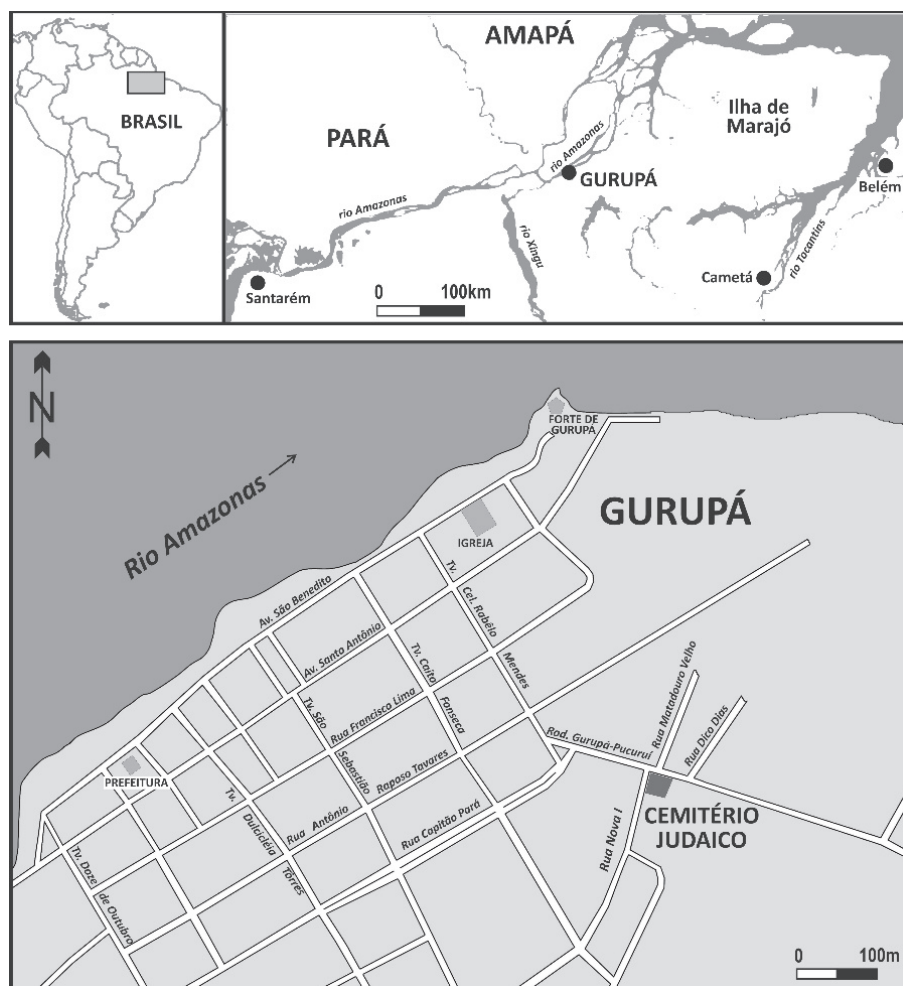 AMAPÁ
BRASIL
PARÁ
Ilha de
Marajó
rio Amazonas
GURUPÁ
rio Amazonas
Belém
rio Xingu
rio Tocantins
Cametá
Santarém
0 100km
N
FORTE DE
GURUPÁ
Rio Amazonas
GURUPÁ
IGREJA
Av. São Benedito
Tv. Cel. Rabêlo Mendes
Av. Santo Antônio
Tv. Caito Fonseca
Rua Francisco Lima
Tv. São Sebastião
Rua Matadouro Velho
Rod. Gurupá-Pucuruí
Rua Dico Dias
PREFEITURA
Rua Antônio Raposo Tavares
Tv. Dulcicléia Tôrres
Rua Capitão Pará
Rua Nova I
CEMITÉRIO
JUDAICO
Tv. Doze de Outubro
0 100m